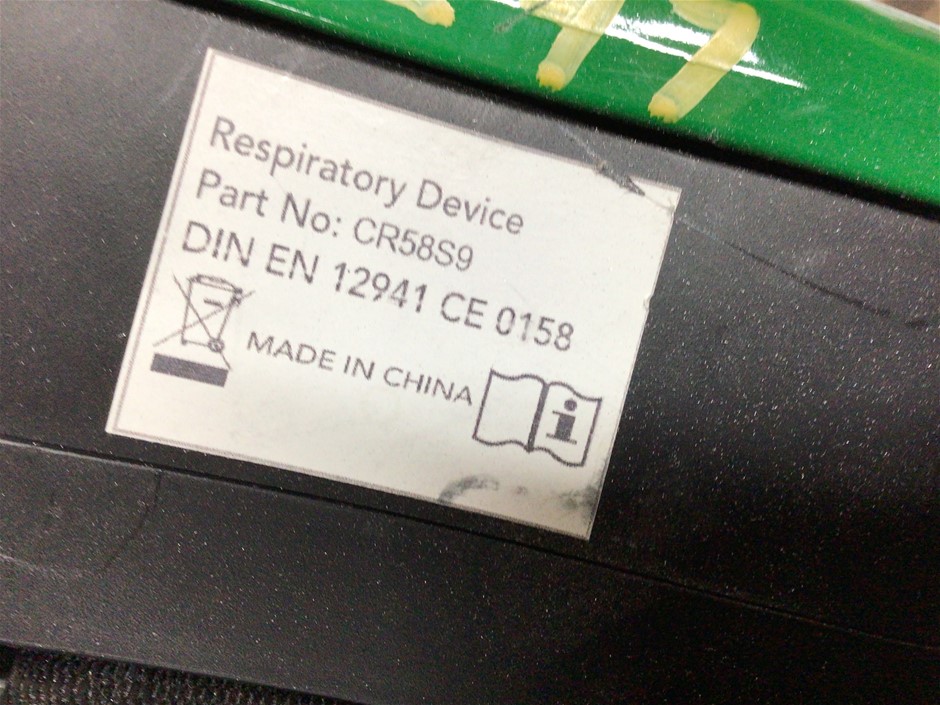 Respiratory Device
Part No: CR58S9
DIN EN 12941 CE 0158
MADE IN CHINA
i